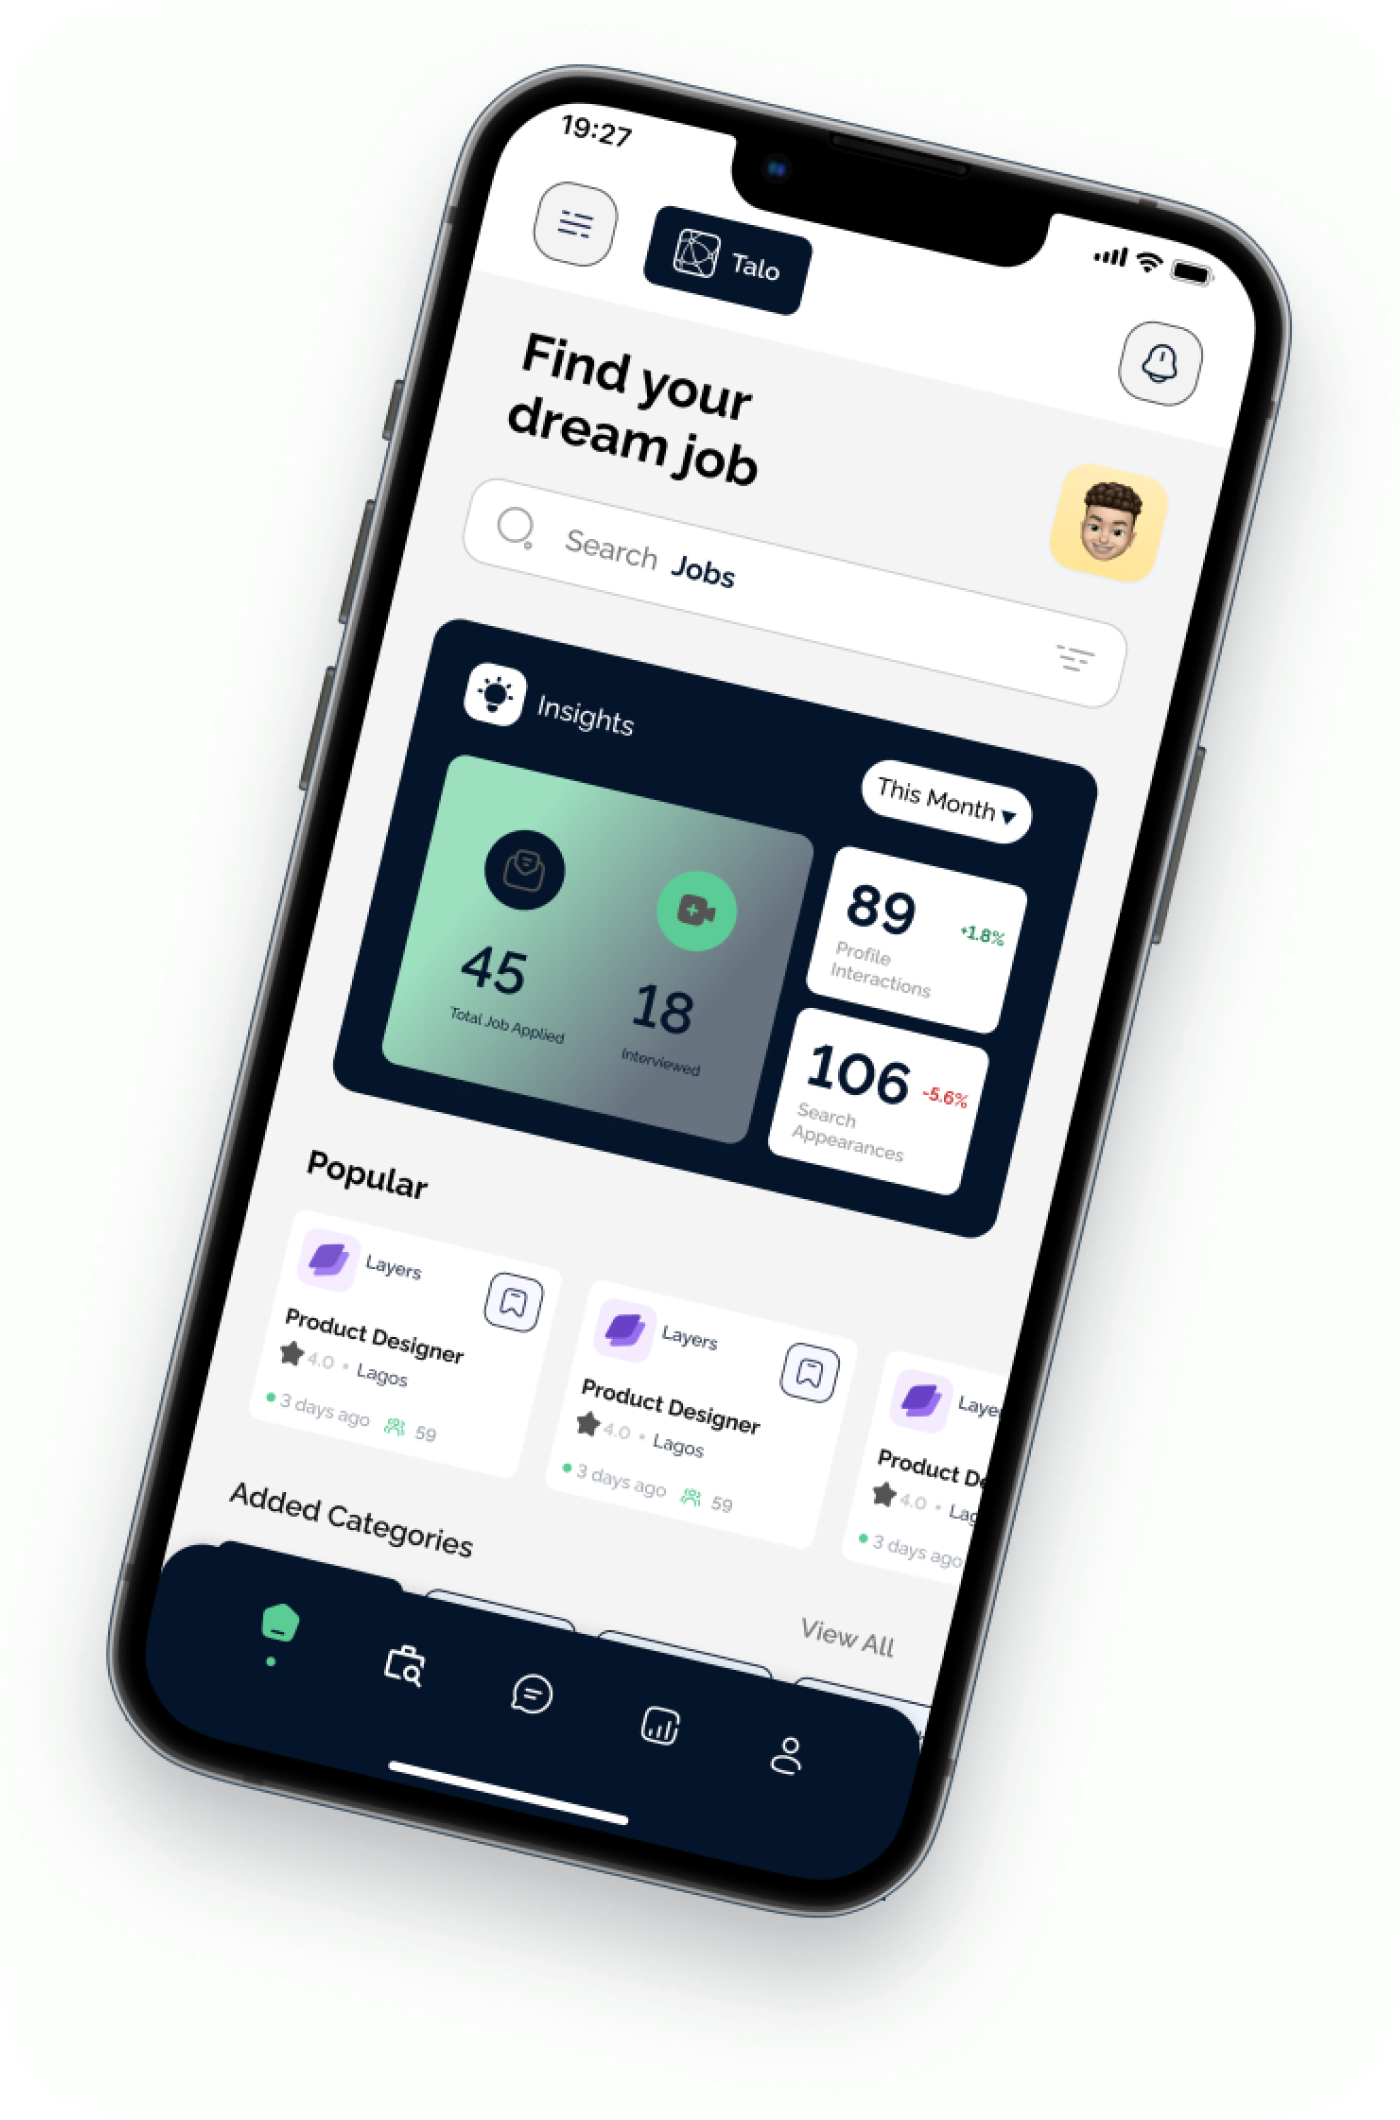 19:27
Talo
Find your
dream job
Search Jobs
Insights
This Month
45
Total Job Applied
18
Interviewed
89
+1.8%
Profile
Interactions
106
-5.6%
Search
Appearances
Popular
Layers
Product Designer
4.0 • Lagos
3 days ago 59
Layers
Product Designer
4.0 • Lagos
3 days ago 59
Laye
Product De
4.0 • Lag
3 days ago
Added Categories
View All